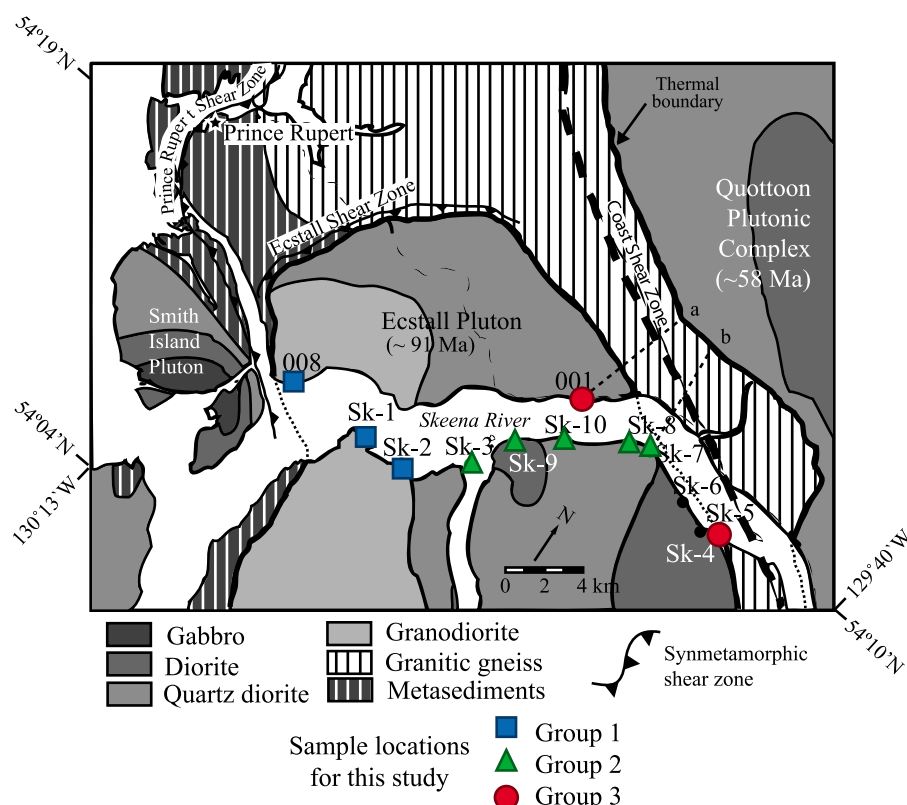 54°19'N
Prince Rupert Shear Zone
Prince Rupert
Thermal
boundary
Ecstall Shear Zone
Coast Shear Zone
Quottoon
Plutonic
Complex
(~58 Ma)
a
b
Smith
Island
Pluton
Ecstall Pluton
(~ 91 Ma)
008
001
Sk-1
Skeena River
Sk-10
Sk-8
Sk-2
Sk-3
Sk-9
Sk-7
Sk-6
Sk-5
Sk-4
54°04'N
130°13'W
N
0 2 4 km
129°40'W
54°10'N
Gabbro
Diorite
Quartz diorite
Granodiorite
Granitic gneiss
Metasediments
Synmetamorphic
shear zone
Sample locations
for this study
Group 1
Group 2
Group 3